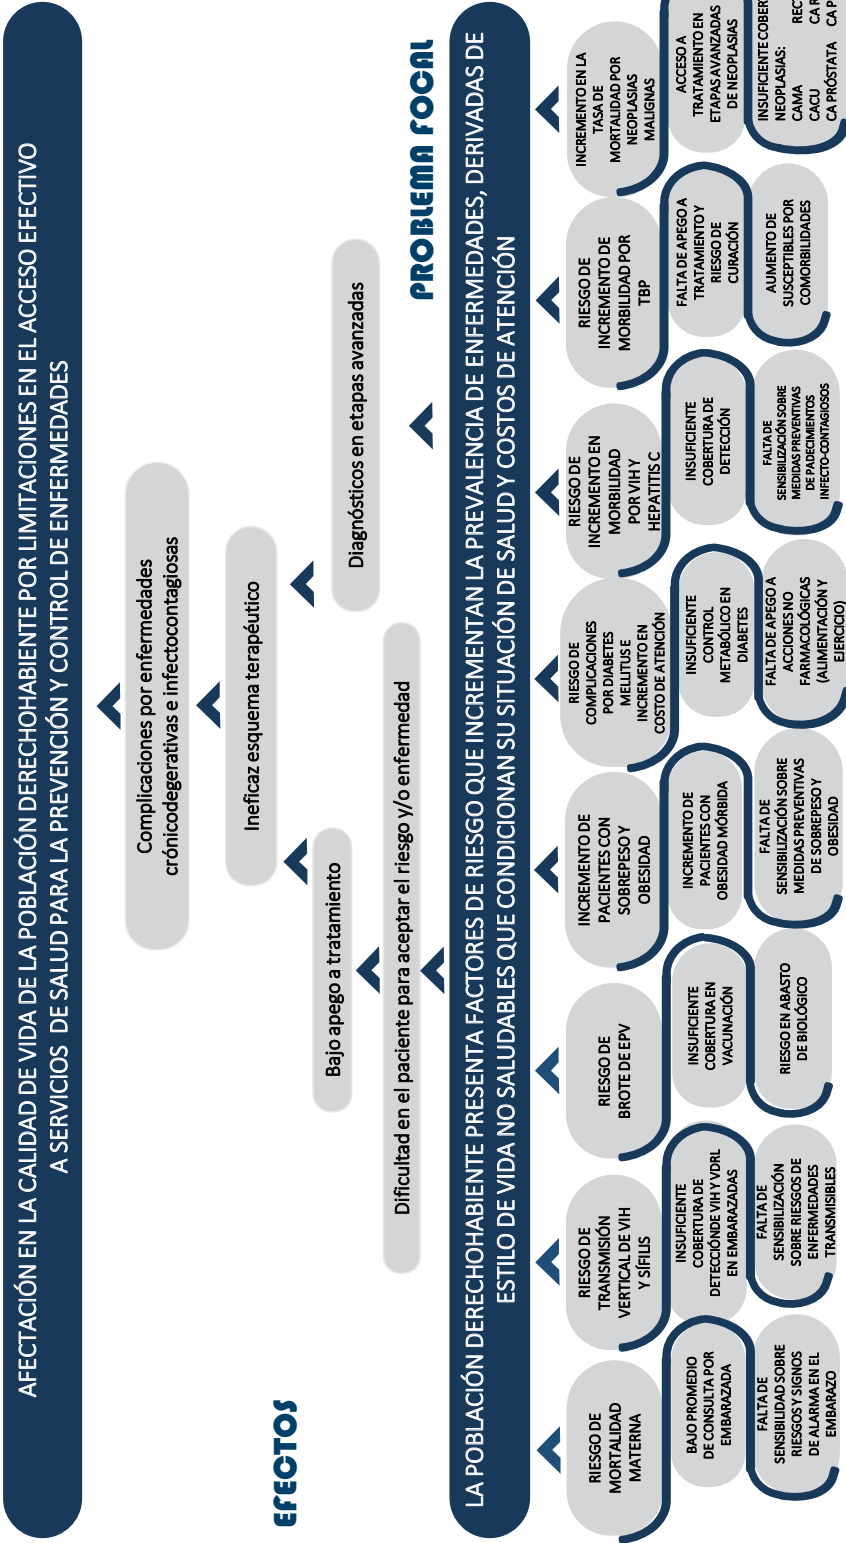 AFECTACIÓN EN LA CALIDAD DE VIDA DE LA POBLACIÓN DERECHOHABIENTE POR LIMITACIONES EN EL ACCESO EFECTIVO
A SERVICIOS DE SALUD PARA LA PREVENCIÓN Y CONTROL DE ENFERMEDADES
Complicaciones por enfermedades
crónicodegerativas e infectocontagiosas
Ineficaz esquema terapéutico
EFECTOS
Bajo apego a tratamiento
Diagnósticos en etapas avanzadas
Dificultad en el paciente para aceptar el riesgo y/o enfermedad
PROBLEMA FOCAL
LA POBLACIÓN DERECHOHABIENTE PRESENTA FACTORES DE RIESGO QUE INCREMENTAN LA PREVALENCIA DE ENFERMEDADES, DERIVADAS DE
ESTILO DE VIDA NO SALUDABLES QUE CONDICIONAN SU SITUACIÓN DE SALUD Y COSTOS DE ATENCIÓN
RIESGO DE
MORTALIDAD
MATERNA
RIESGO DE
TRANSMISIÓN
VERTICAL DE VIH
Y SÍFILIS
RIESGO DE
BROTE DE EPV
INCREMENTO DE
PACIENTES CON
SOBREPESO Y
OBESIDAD
RIESGO DE
COMPLICACIONES
POR DIABETES
MELLITUS E
INCREMENTO EN
COSTO DE ATENCIÓN
RIESGO DE
INCREMENTO EN
MORBILIDAD
POR VIH Y
HEPATITIS C
RIESGO DE
INCREMENTO DE
MORBILIDAD POR
TBP
INCREMENTO EN LA
TASA DE
MORTALIDAD POR
NEOPLASIAS
MALIGNAS
BAJO PROMEDIO
DE CONSULTA POR
EMBARAZADA
INSUFICIENTE
COBERTURA DE
DETECCIÓNDE VIH Y VDRL
EN EMBARAZADAS
INSUFICIENTE
COBERTURA EN
VACUNACIÓN
INCREMENTO DE
PACIENTES CON
OBESIDAD MÓRBIDA
INSUFICIENTE
CONTROL
METABÓLICO EN
DIABETES
INSUFICIENTE
COBERTURA DE
DETECCIÓN
FALTA DE APEGO A
TRATAMIENTO Y
RIESGO DE
CURACIÓN
ACCESO A
TRATAMIENTO EN
ETAPAS AVANZADAS
DE NEOPLASIAS
FALTA DE
SENSIBILIDAD SOBRE
RIESGOS Y SIGNOS
DE ALARMA EN EL
EMBARAZO
FALTA DE
SENSIBILIZACIÓN
SOBRE RIESGOS DE
ENFERMEDADES
TRANSMISIBLES
RIESGO EN ABASTO
DE BIOLÓGICO
FALTA DE
SENSIBILIZACIÓN SOBRE
MEDIDAS PREVENTIVAS
DE SOBREPESO Y
OBESIDAD
FALTA DE APEGO A
ACCIONES NO
FARMACOLÓGICAS
(ALIMENTACIÓN Y
EJERCICIO)
FALTA DE
SENSIBILIZACIÓN SOBRE
MEDIDAS PREVENTIVAS
DE PADECIMIENTOS
INFECTO-CONTAGIOSOS
AUMENTO DE
SUSCEPTIBLES POR
COMORBILIDADES
INSUFICIENTE COBER
NEOPLASIAS: REC
CAMA CA
CACU CA
CA PRÓSTATA